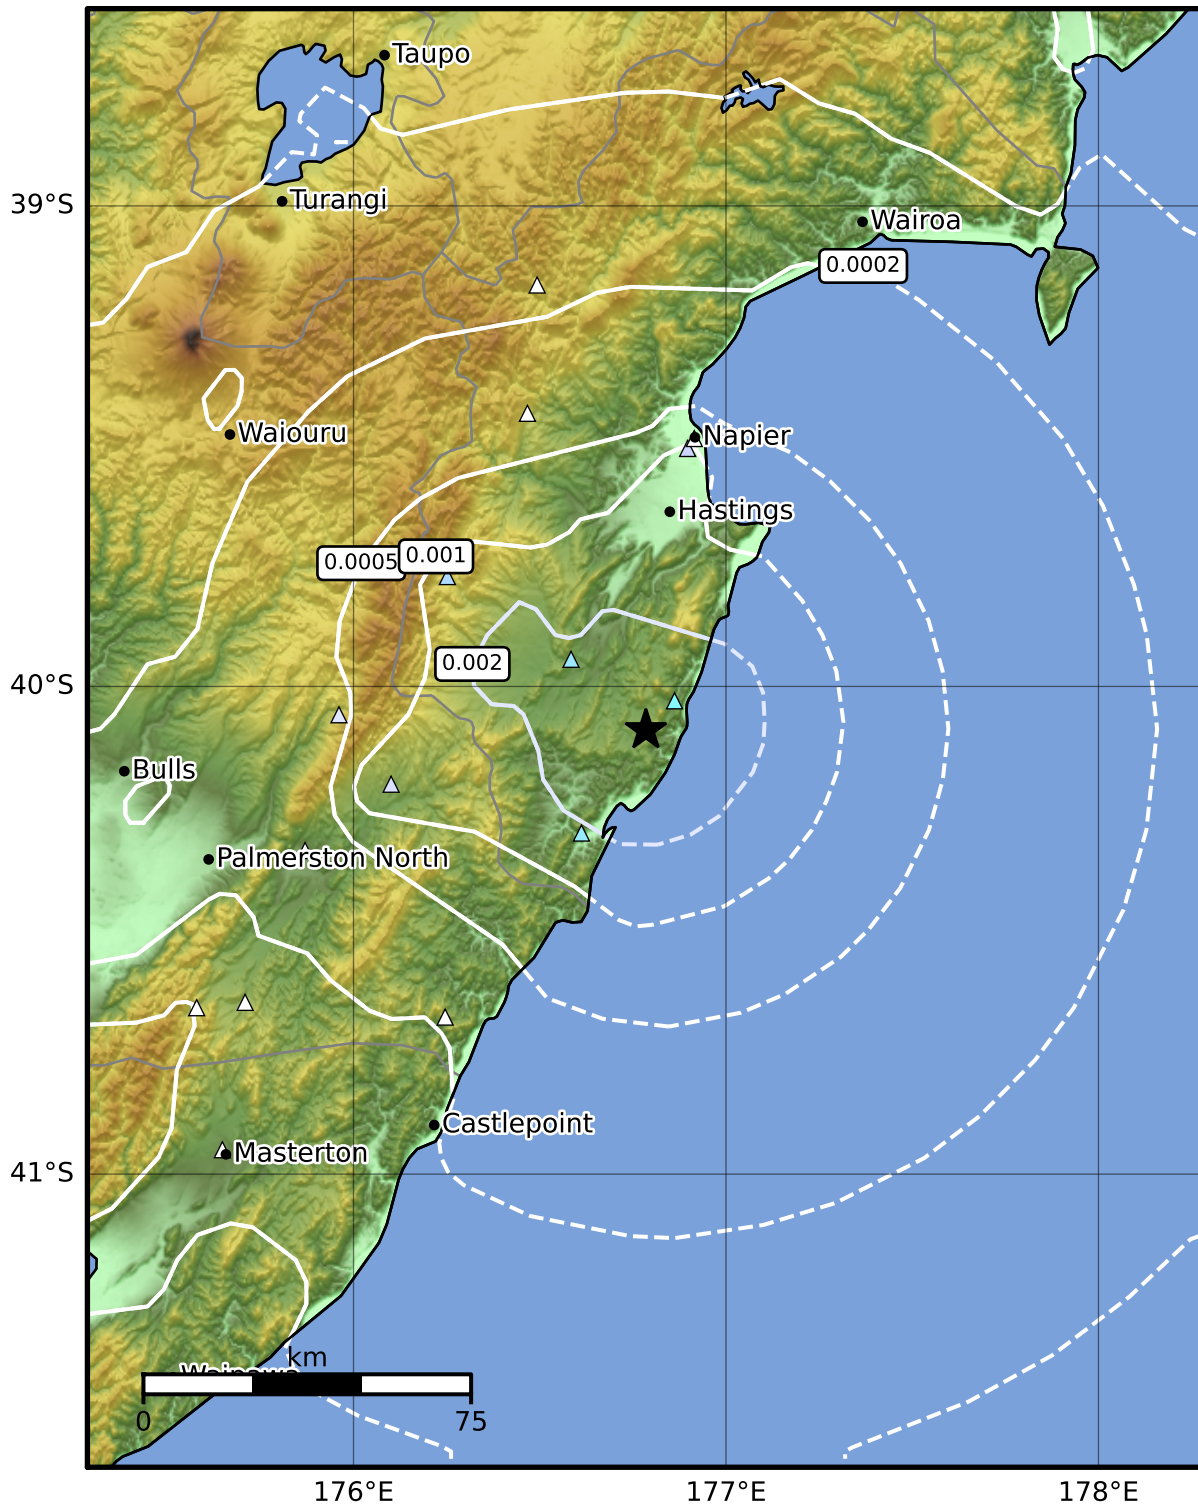 Taupo
Turangi
39°S
Wairoa
0.0002
Waiouru
Napier
Hastings
0.0005
0.001
0.002
40°S
Bulls
Palmerston North
Castlepoint
Masterton
41°S
km
0
75
176°E
177°E
178°E